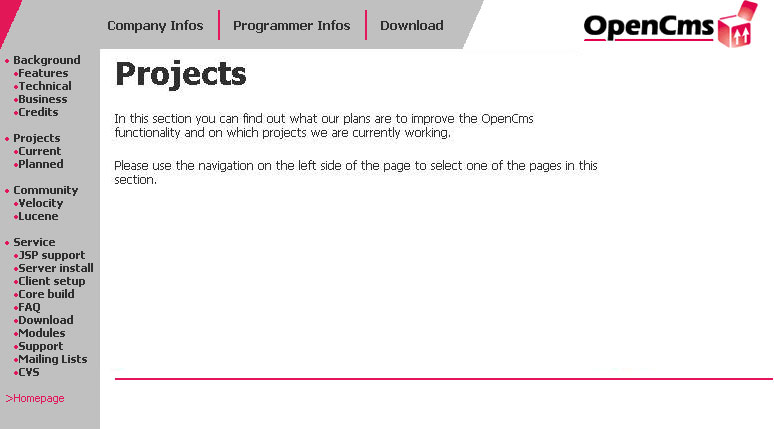 Company Infos
Programmer Infos
Download
OpenCms
Background
Features
Technical
Business
Credits
Projects
Current
Planned
Community
Velocity
Lucene
Service
JSP support
Server install
Client setup
Core build
FAQ
Download
Modules
Support
Mailing Lists
CVS
>Homepage
Projects
In this section you can find out what our plans are to improve the OpenCms
functionality and on which projects we are currently working.
Please use the navigation on the left side of the page to select one of the pages in this
section.